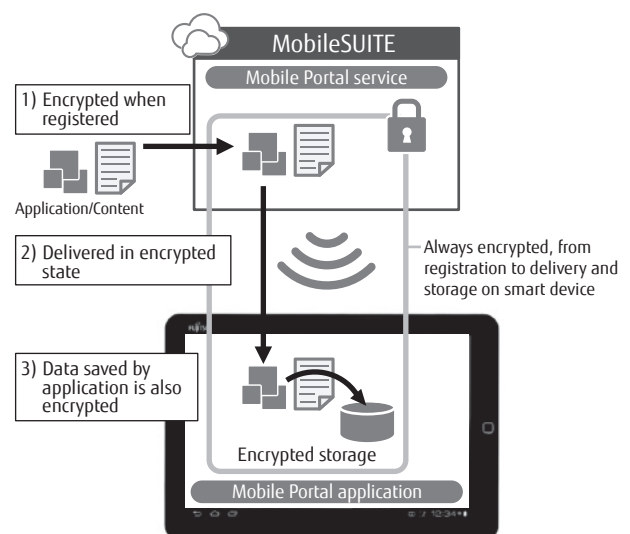 MobileSUITE
Mobile Portal service
1) Encrypted when
registered
Application/Content
2) Delivered in encrypted
state
Always encrypted, from
registration to delivery and
storage on smart device
3) Data saved by
application is also
encrypted
Encrypted storage
Mobile Portal application
12:34